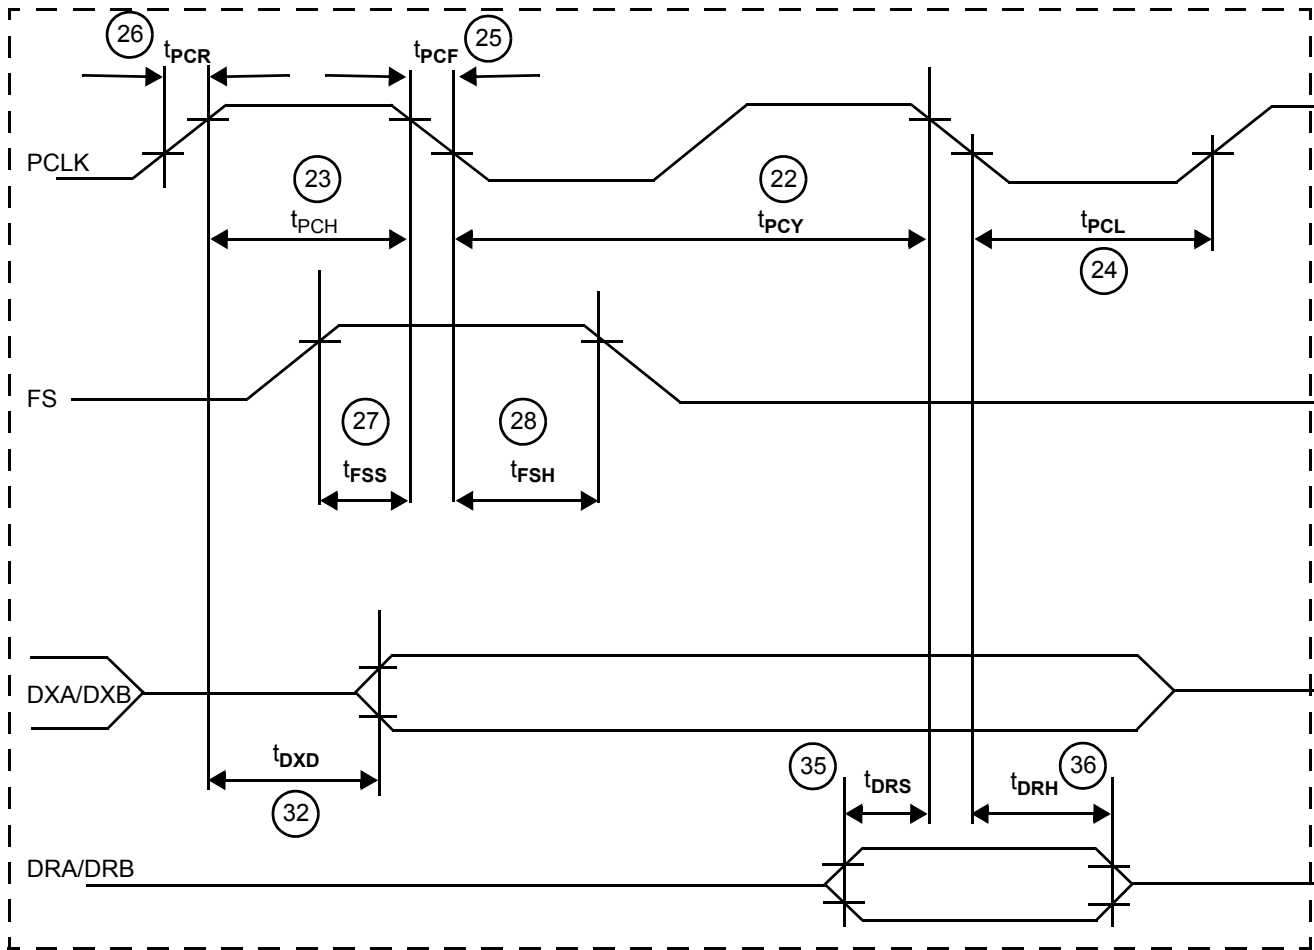 26
tPCR
tPCF
25
PCLK
23
tPCH
22
tPCY
tPCL
24
FS
27
tFSS
28
tFSH
DXA/DXB
tDXD
32
35
tDRS
tDRH
36
DRA/DRB